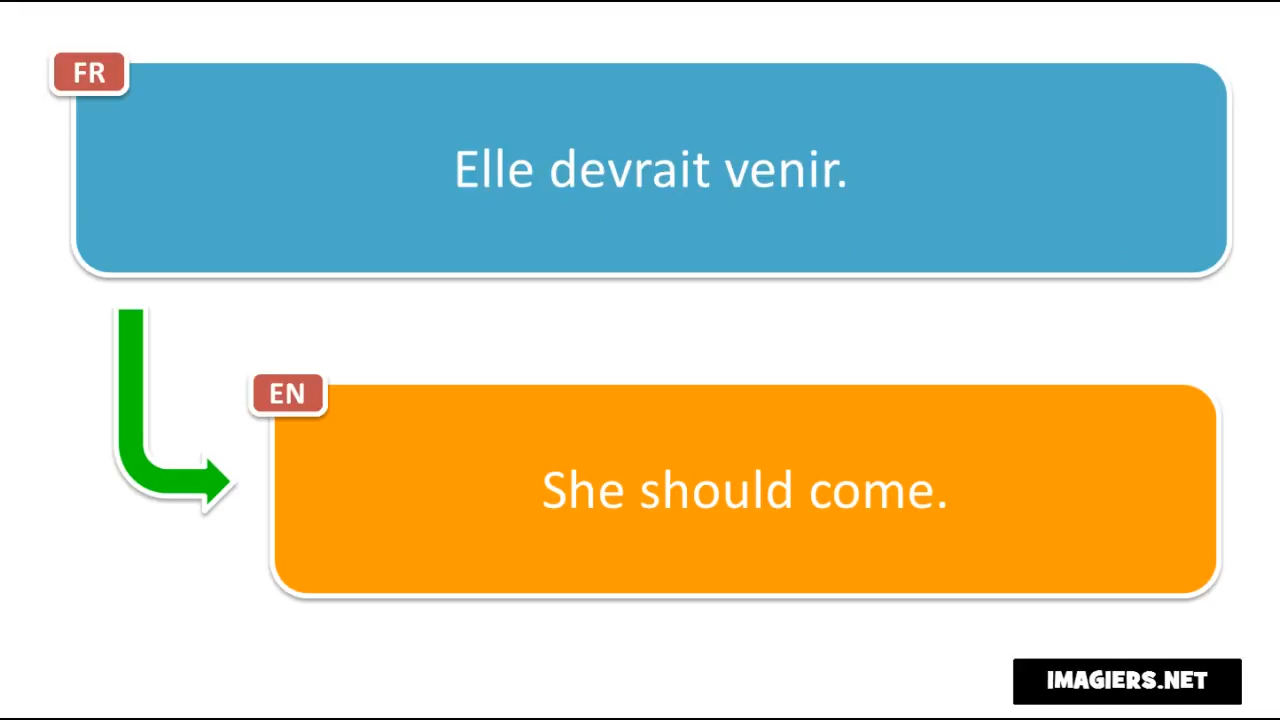 FR
Elle devrait venir.
EN
She should come.
IMAGIERS.NET